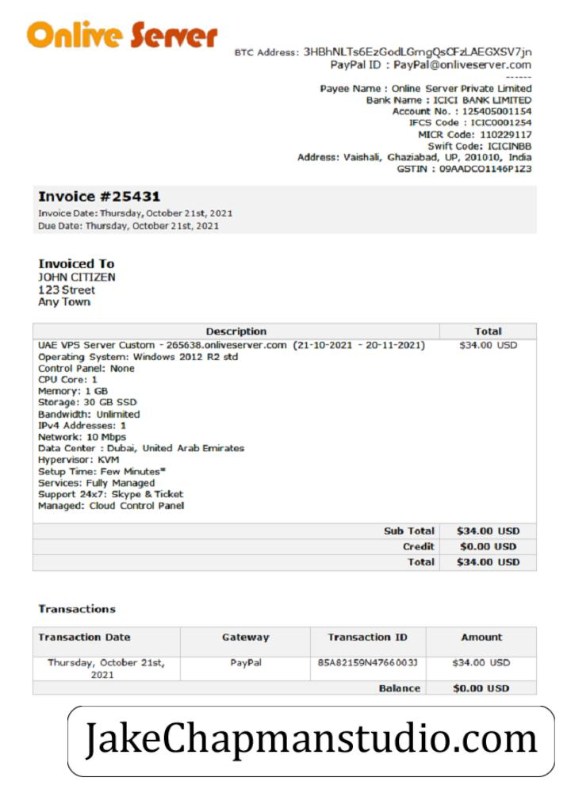 Onlive Server
BTC Address: 3HBhNLTs6EzGodLGmgQsCFzLAEGXSV7jn
PayPal ID : PayPal@onliveserver.com
------
Payee Name : Onlive Server Private Limited
Bank Name : ICICI BANK LIMITED
Account No. : 125405001154
IFCS Code : ICIC0001254
MICR Code: 110229117
Swift Code: ICICINBB
Address: Vaishali, Ghaziabad, UP, 201010, India
GSTIN : 09AADCO1146P1Z3
Invoice #25431
Invoice Date: Thursday, October 21st, 2021
Due Date: Thursday, October 21st, 2021
Invoiced To
JOHN CITIZEN
123 Street
Any Town
Description Total
UAE VPS Server Custom - 265638.onliveserver.com (21-10-2021 - 20-11-2021) $34.00 USD
Operating System: Windows 2012 R2 std
Control Panel: None
CPU Core: 1
Memory: 1 GB
Storage: 30 GB SSD
Bandwidth: Unlimited
IPv4 Addresses: 1
Network: 10 Mbps
Data Center : Dubai, United Arab Emirates
Hypervisor: KVM
Setup Time: Few Minutes*
Services: Fully Managed
Support 24x7: Skype & Ticket
Managed: Cloud Control Panel
Sub Total $34.00 USD
Credit $0.00 USD
Total $34.00 USD
Transactions
Transaction Date Gateway Transaction ID Amount
Thursday, October 21st, PayPal 85A82159N4766003J $34.00 USD
2021
Balance $0.00 USD
JakeChapmanstudio.com